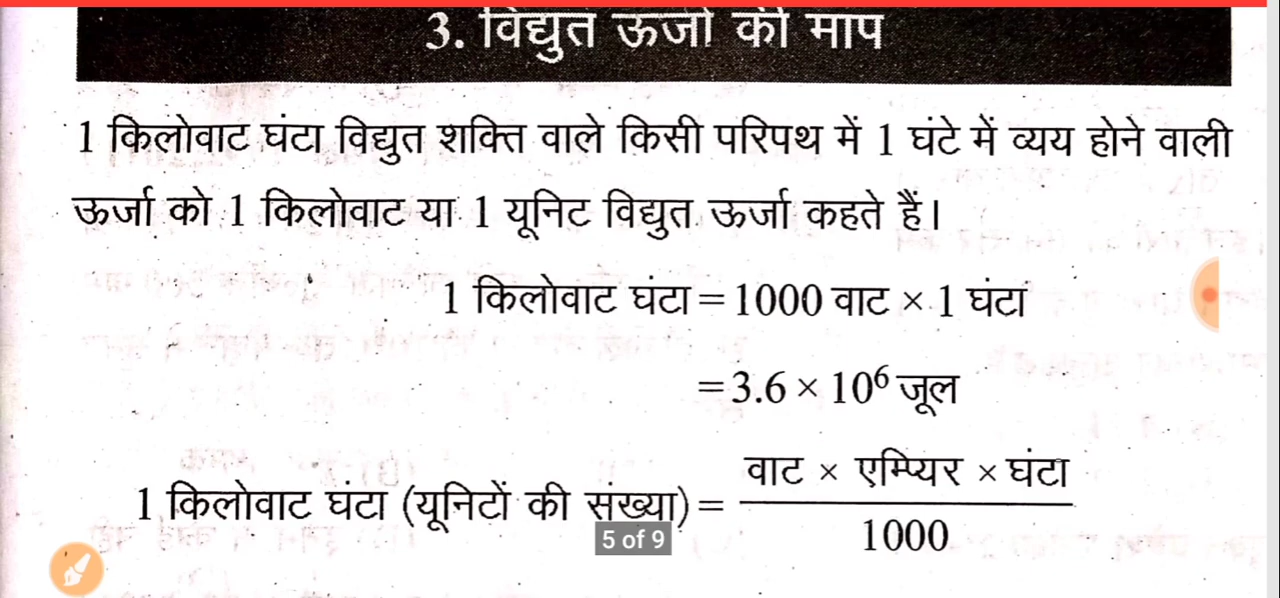 3. विद्युत ऊर्जा की माप
1 किलोवाट घंटा विद्युत शक्ति वाले किसी परिपथ में 1 घंटे में व्यय होने वाली
ऊर्जा को 1 किलोवाट या 1 यूनिट विद्युत ऊर्जा कहते हैं।
1 किलोवाट घंटा = 1000 वाट × 1 घंटा
= 3.6 × 10⁶ जूल
1 किलोवाट घंटा (यूनिटों की संख्या) = वाट × एम्पियर × घंटा
1000
5 of 9